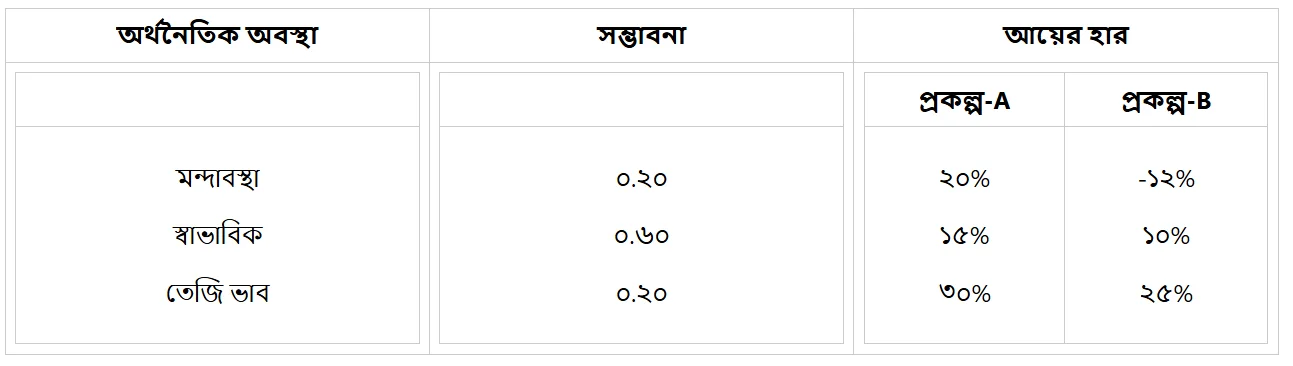 অর্থনৈতিক অবস্থা সম্ভাবনা আয়ের হার
প্রকল্প-A প্রকল্প-B
মন্দাবস্থা ০.২০ ২০% -১২%
স্বাভাবিক ০.৬০ ১৫% ১০%
তেজি ভাব ০.২০ ৩০% ২৫%